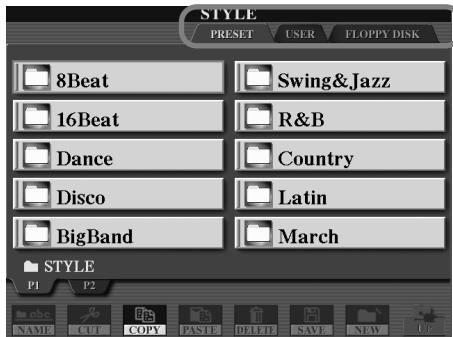 STYLE
PRESET USER FLOPPY DISK
8Beat Swing&Jazz
16Beat R&B
Dance Country
Disco Latin
BigBand March
STYLE
P1 P2
abc
NAME CUT COPY PASTE DELETE SAVE NEW UP